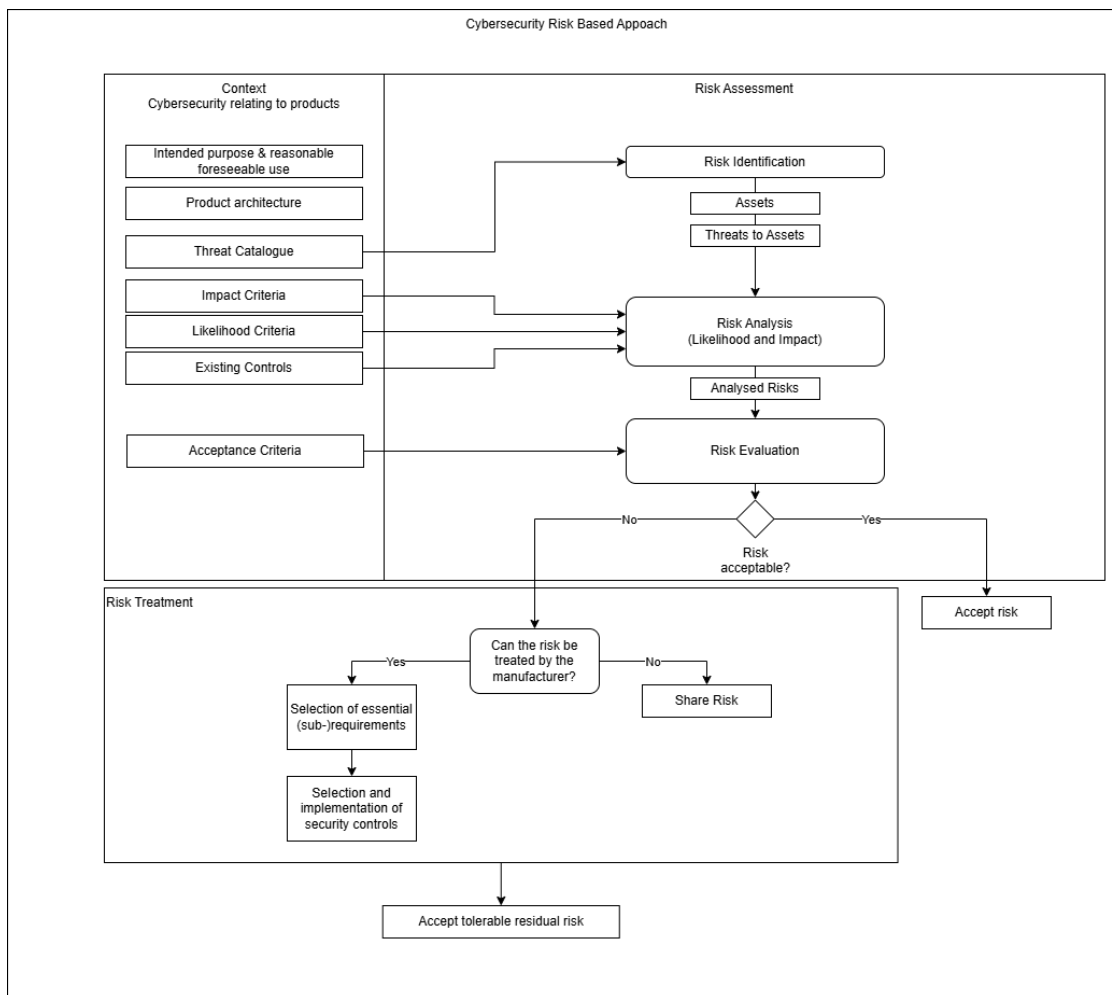 Cybersecurity Risk Based Appoach
Context
Cybersecurity relating to products
Risk Assessment
Intended purpose & reasonable
foreseeable use
Risk Identification
Product architecture
Assets
Threats to Assets
Threat Catalogue
Impact Criteria
Likelihood Criteria
Existing Controls
Risk Analysis
(Likelihood and Impact)
Analysed Risks
Acceptance Criteria
Risk Evaluation
No
Yes
Risk
acceptable?
Risk Treatment
Accept risk
Can the risk be
treated by the
manufacturer?
Yes
No
Selection of essential
(sub-)requirements
Share Risk
Selection and
implementation of
security controls
Accept tolerable residual risk